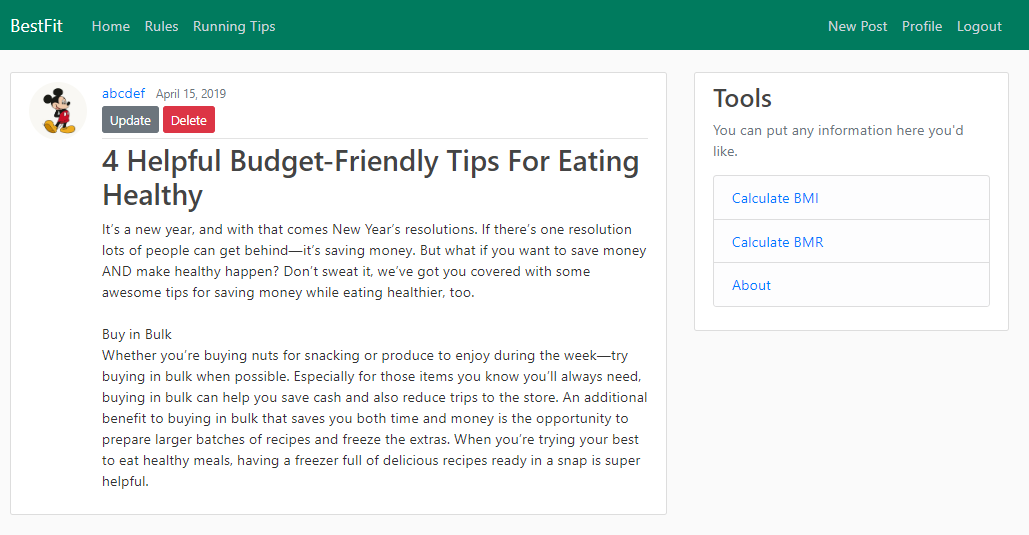 BestFit Home Rules Running Tips New Post Profile Logout
abcdef April 15, 2019
Update Delete
4 Helpful Budget-Friendly Tips For Eating
Healthy
It's a new year, and with that comes New Year's resolutions. If there's one resolution
lots of people can get behind—it's saving money. But what if you want to save money
AND make healthy happen? Don't sweat it, we've got you covered with some
awesome tips for saving money while eating healthier, too.
Buy in Bulk
Whether you're buying nuts for snacking or produce to enjoy during the week—try
buying in bulk when possible. Especially for those items you know you'll always need,
buying in bulk can help you save cash and also reduce trips to the store. An additional
benefit to buying in bulk that saves you both time and money is the opportunity to
prepare larger batches of recipes and freeze the extras. When you're trying your best
to eat healthy meals, having a freezer full of delicious recipes ready in a snap is super
helpful.
Tools
You can put any information here you'd
like.
Calculate BMI
Calculate BMR
About